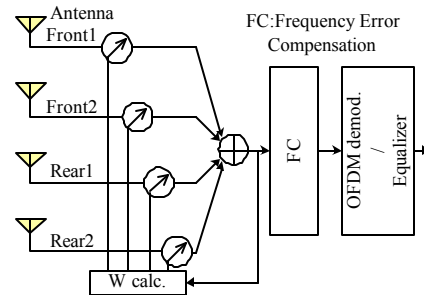 Antenna
Front1
FC:Frequency Error
Compensation
Front2
Rear1
Rear2
W calc.
FC
OFDM demod.
/
Equalizer